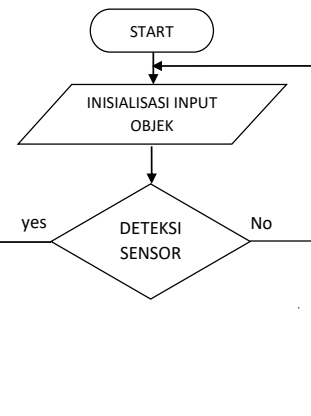 START
INISIALISASI INPUT
OBJEK
yes
DETEKSI
No
SENSOR